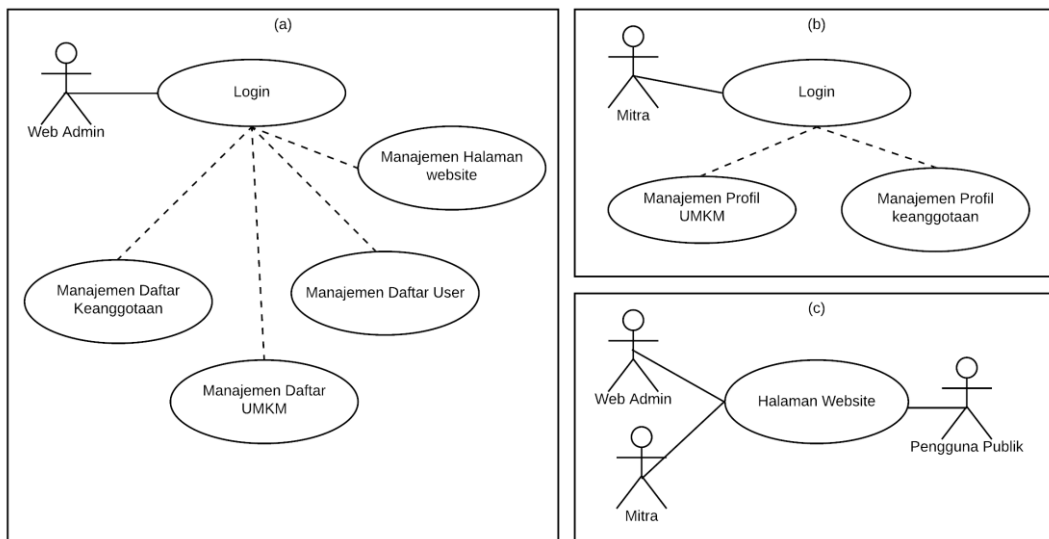 (a)
Web Admin
Login
Manajemen Halaman
website
Manajemen Daftar
Keanggotaan
Manajemen Daftar User
Manajemen Daftar
UMKM
(b)
Mitra
Login
Manajemen Profil
UMKM
Manajemen Profil
keanggotaan
(c)
Web Admin
Halaman Website
Pengguna Publik
Mitra